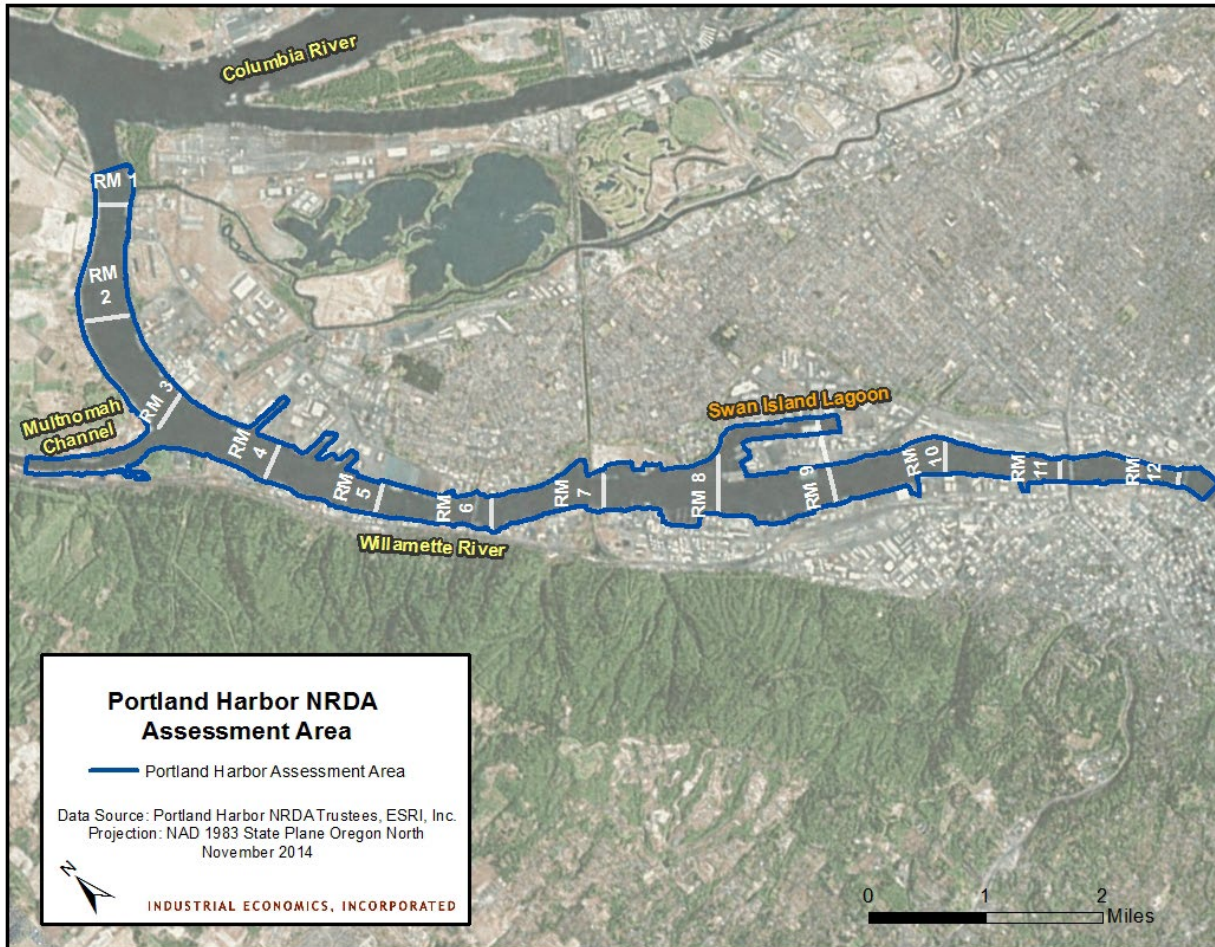 Columbia River
RM 1
RM
2
RM 3
Multnomah
Channel
RM
4
RM
5
RM
6
Willamette River
RM
7
RM 8
Swan Island Lagoon
RM 9
RM
10
RM
11
RM
12
Portland Harbor NRDA
Assessment Area
Portland Harbor Assessment Area
Data Source: Portland Harbor NRDA Trustees, ESRI, Inc.
Projection: NAD 1983 State Plane Oregon North
November 2014
N
INDUSTRIAL ECONOMICS, INCORPORATED
0 1 2
Miles